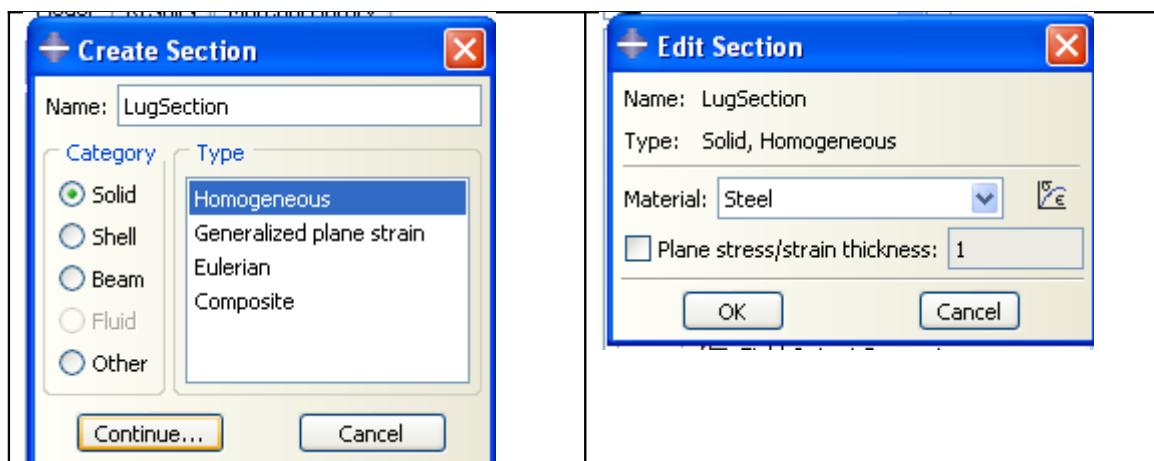 Create Section
Name: LugSection
Category
Type
Solid
Shell
Beam
Fluid
Other
Homogeneous
Generalized plane strain
Eulerian
Composite
Continue...
Cancel
Edit Section
Name: LugSection
Type: Solid, Homogeneous
Material: Steel
σ
ε
Plane stress/strain thickness: 1
OK
Cancel